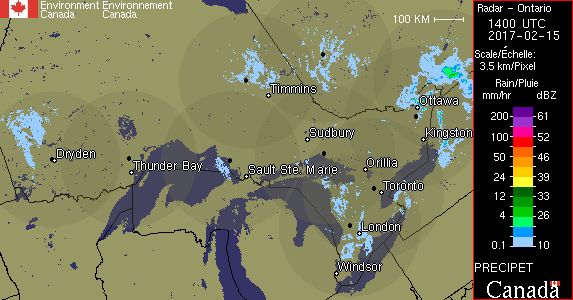 Environment Environnement
Canada Canada
100 KM
Timmins
Ottawa
Sudbury
Kingston
Dryden
Thunder Bay
Sault Ste. Marie
Orillia
Toronto
London
Windsor
Radar - Ontario
1400 UTC
2017-02-15
Scale/Échelle:
3.5 km/Pixel
Rain/Pluie
mm/hr dBZ
200 61
100 52
50 46
24 39
12 33
4 26
0.1 10
PRECIPET
Canada